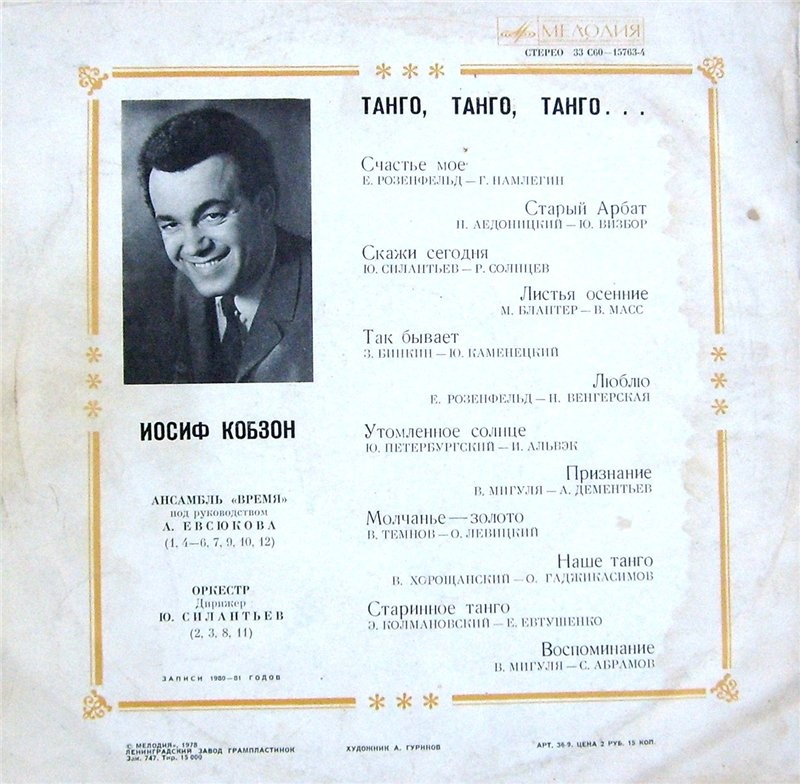 МЕЛОДИЯ
СТЕРЕО 33 С60—15763-4
ТАНГО, ТАНГО, ТАНГО...
Счастье мое
Е. РОЗЕНФЕЛЬД — Г. НАМЛЕГИН
Старый Арбат
П. АЕДОНИЦКИЙ — Ю. ВИЗБОР
Скажи сегодня
Ю. СИЛАНТЬЕВ — Р. СОЛНЦЕВ
Листья осенние
М. БЛАНТЕР — В. МАСС
Так бывает
З. БИНКИН — Ю. КАМЕНЕЦКИЙ
Люблю
Е. РОЗЕНФЕЛЬД — Н. ВЕНГЕРСКАЯ
Утомленное солнце
Ю. ПЕТЕРБУРГСКИЙ — И. АЛЬВЭК
Признание
В. МИГУЛЯ — А. ДЕМЕНТЬЕВ
Молчанье — золото
В. ТЕМНОВ — О. ЛЕВИЦКИЙ
Наше танго
В. ХОРОЩАНСКИЙ — О. ГАДЖИКАСИМОВ
Старинное танго
Э. КОЛМАНОВСКИЙ — Е. ЕВТУШЕНКО
Воспоминание
В. МИГУЛЯ — С. АБРАМОВ
ИОСИФ КОБЗОН
АНСАМБЛЬ «ВРЕМЯ»
под руководством
А. ЕВСЮКОВА
(1, 4—6, 7, 9, 10, 12)
ОРКЕСТР
Дирижер
Ю. СИЛАНТЬЕВ
(2, 3, 8, 11)
ЗАПИСИ 1980—81 ГОДОВ
© МЕЛОДИЯ», 1978
ЛЕНИНГРАДСКИЙ ЗАВОД ГРАМПЛАСТИНОК
Зак. 747. Тир. 15 000
ХУДОЖНИК А. ГУРИНОВ
АРТ. 36-9. ЦЕНА 2 РУБ. 15 КОП.